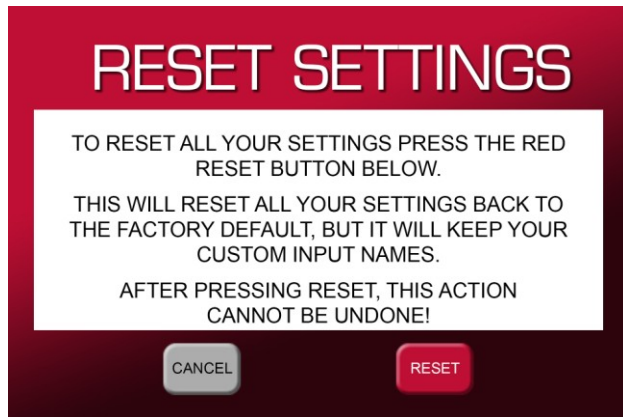 RESET SETTINGS
TO RESET ALL YOUR SETTINGS PRESS THE RED
RESET BUTTON BELOW.
THIS WILL RESET ALL YOUR SETTINGS BACK TO
THE FACTORY DEFAULT, BUT IT WILL KEEP YOUR
CUSTOM INPUT NAMES.
AFTER PRESSING RESET, THIS ACTION
CANNOT BE UNDONE!
CANCEL
RESET